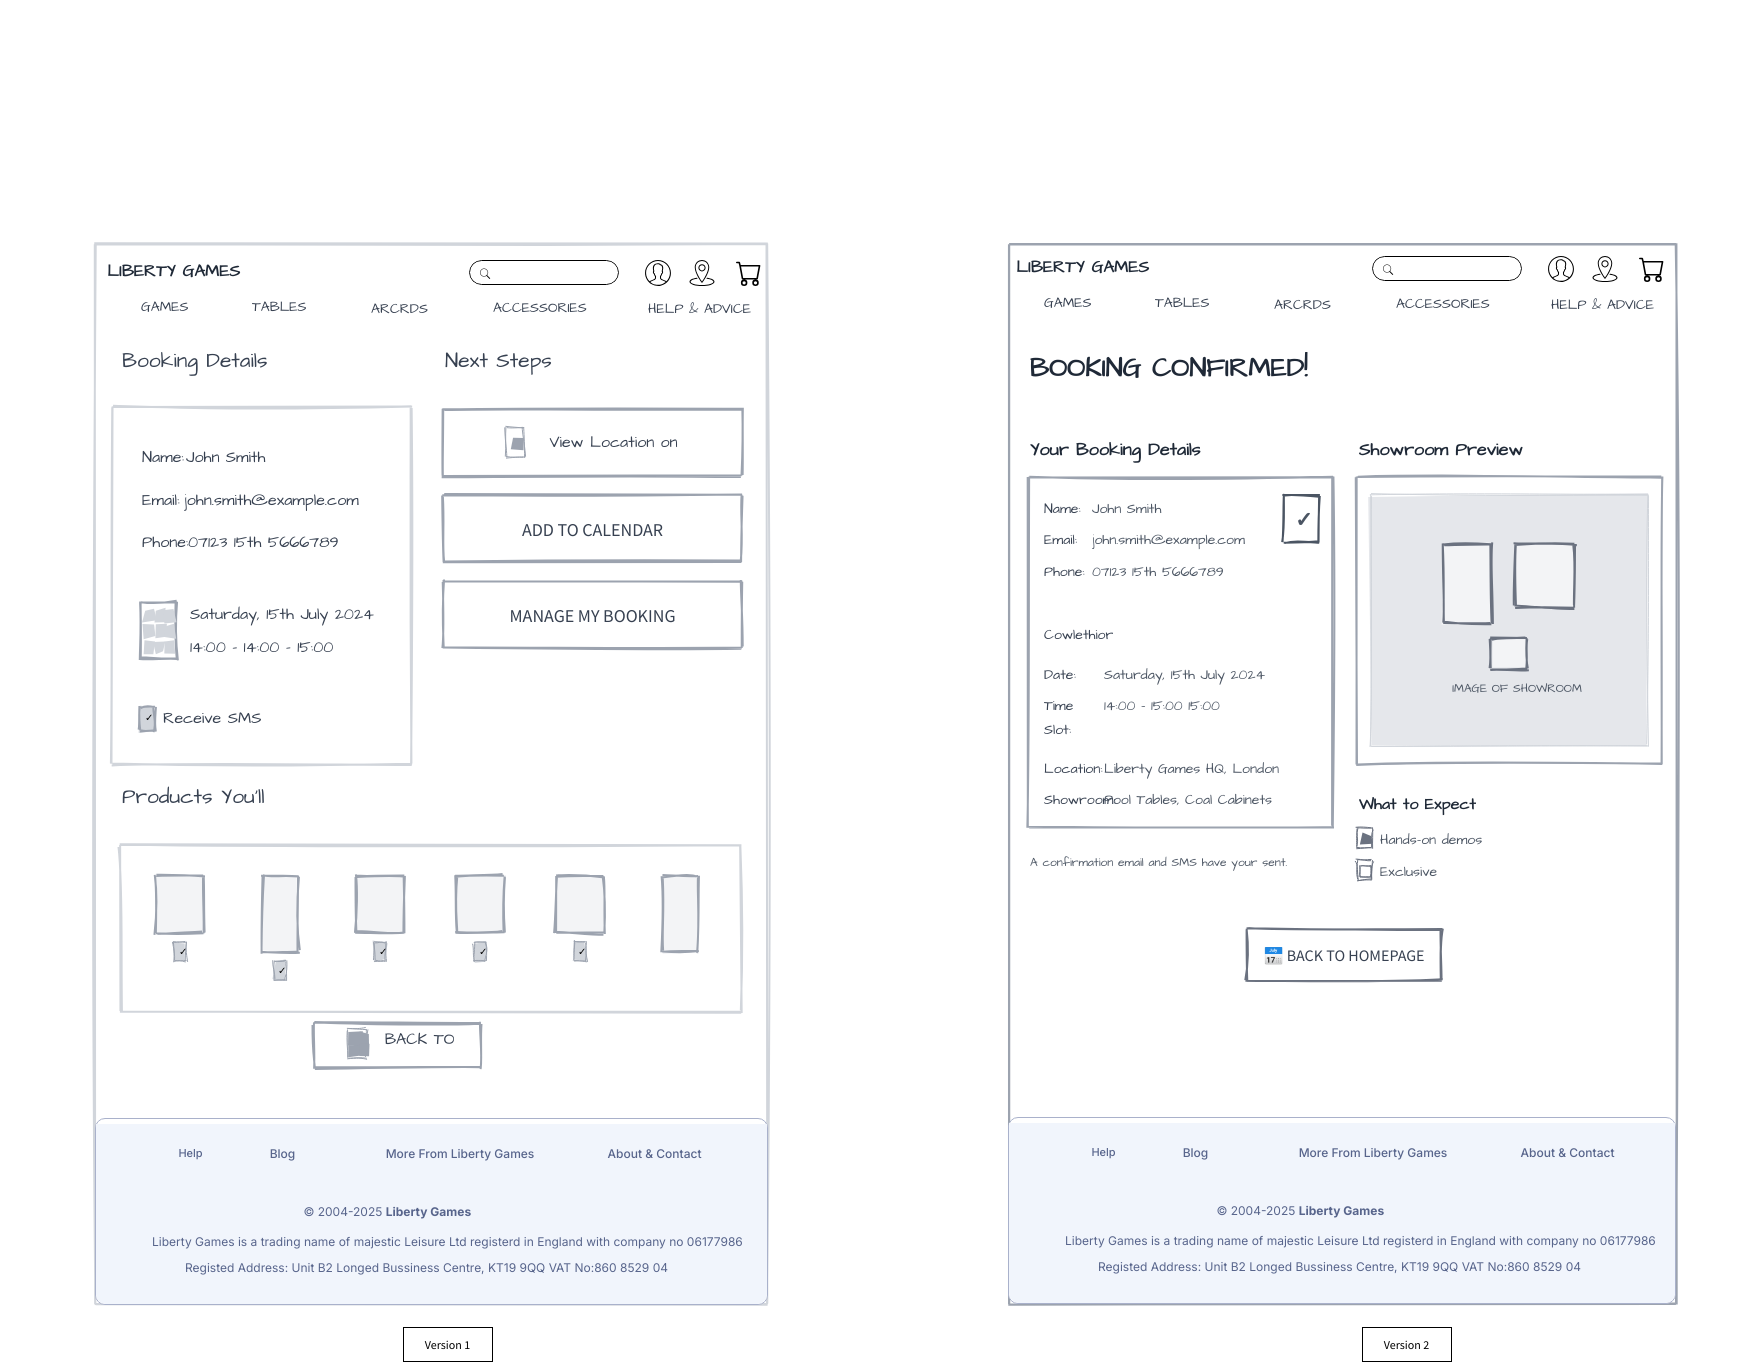 LIBERTY GAMES
GAMES TABLES ARCRDS ACCESSORIES HELP & ADVICE
Booking Details
Name: John Smith
Email: john.smith@example.com
Phone: 07123 15th 5666789
Saturday, 15th July 2024
14:00 - 14:00 - 15:00
✓ Receive SMS
Next Steps
View Location on
ADD TO CALENDAR
MANAGE MY BOOKING
Products You'll
✓ ✓ ✓ ✓ ✓
BACK TO
Help Blog More From Liberty Games About & Contact
© 2004-2025 Liberty Games
Liberty Games is a trading name of majestic Leisure Ltd registerd in England with company no 06177986
Registed Address: Unit B2 Longed Bussiness Centre, KT19 9QQ VAT No:860 8529 04
Version 1
LIBERTY GAMES
GAMES TABLES ARCRDS ACCESSORIES HELP & ADVICE
BOOKING CONFIRMED!
Your Booking Details
Name: John Smith
✓
Email: john.smith@example.com
Phone: 07123 15th 5666789
Cowlethior
Date: Saturday, 15th July 2024
Time 14:00 - 15:00 15:00
Slot:
Location: Liberty Games HQ, London
Showroom Pool Tables, Coal Cabinets
A confirmation email and SMS have your sent.
Showroom Preview
IMAGE OF SHOWROOM
What to Expect
Hands-on demos
Exclusive
July 17 BACK TO HOMEPAGE
Help Blog More From Liberty Games About & Contact
© 2004-2025 Liberty Games
Liberty Games is a trading name of majestic Leisure Ltd registerd in England with company no 06177986
Registed Address: Unit B2 Longed Bussiness Centre, KT19 9QQ VAT No:860 8529 04
Version 2